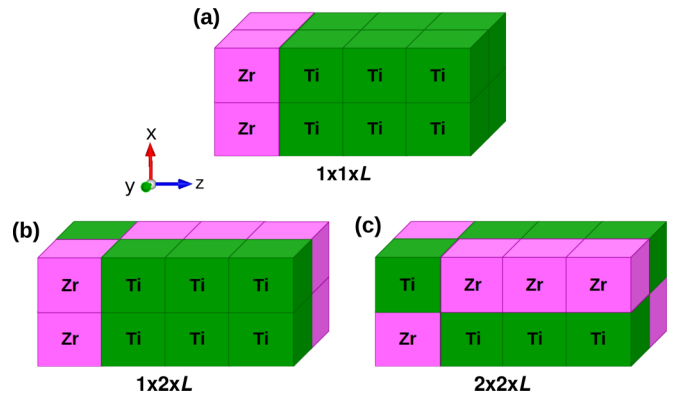 (a)
Zr Ti Ti Ti
Zr Ti Ti Ti
1x1xL
x
y z
(b)
Zr Ti Ti Ti
Zr Ti Ti Ti
1x2xL
(c)
Ti Zr Zr Zr
Zr Ti Ti Ti
2x2xL